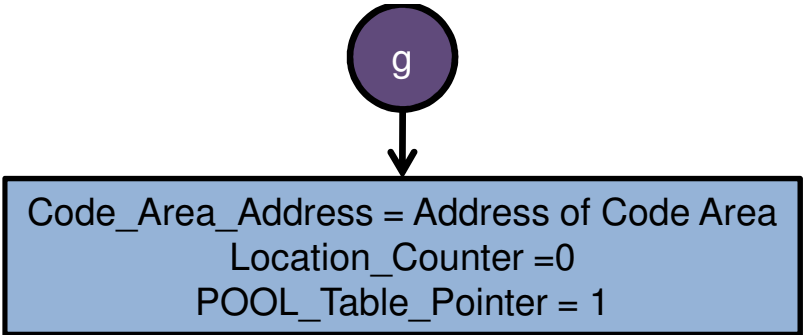 g
Code_Area_Address = Address of Code Area
Location_Counter =0
POOL_Table_Pointer = 1